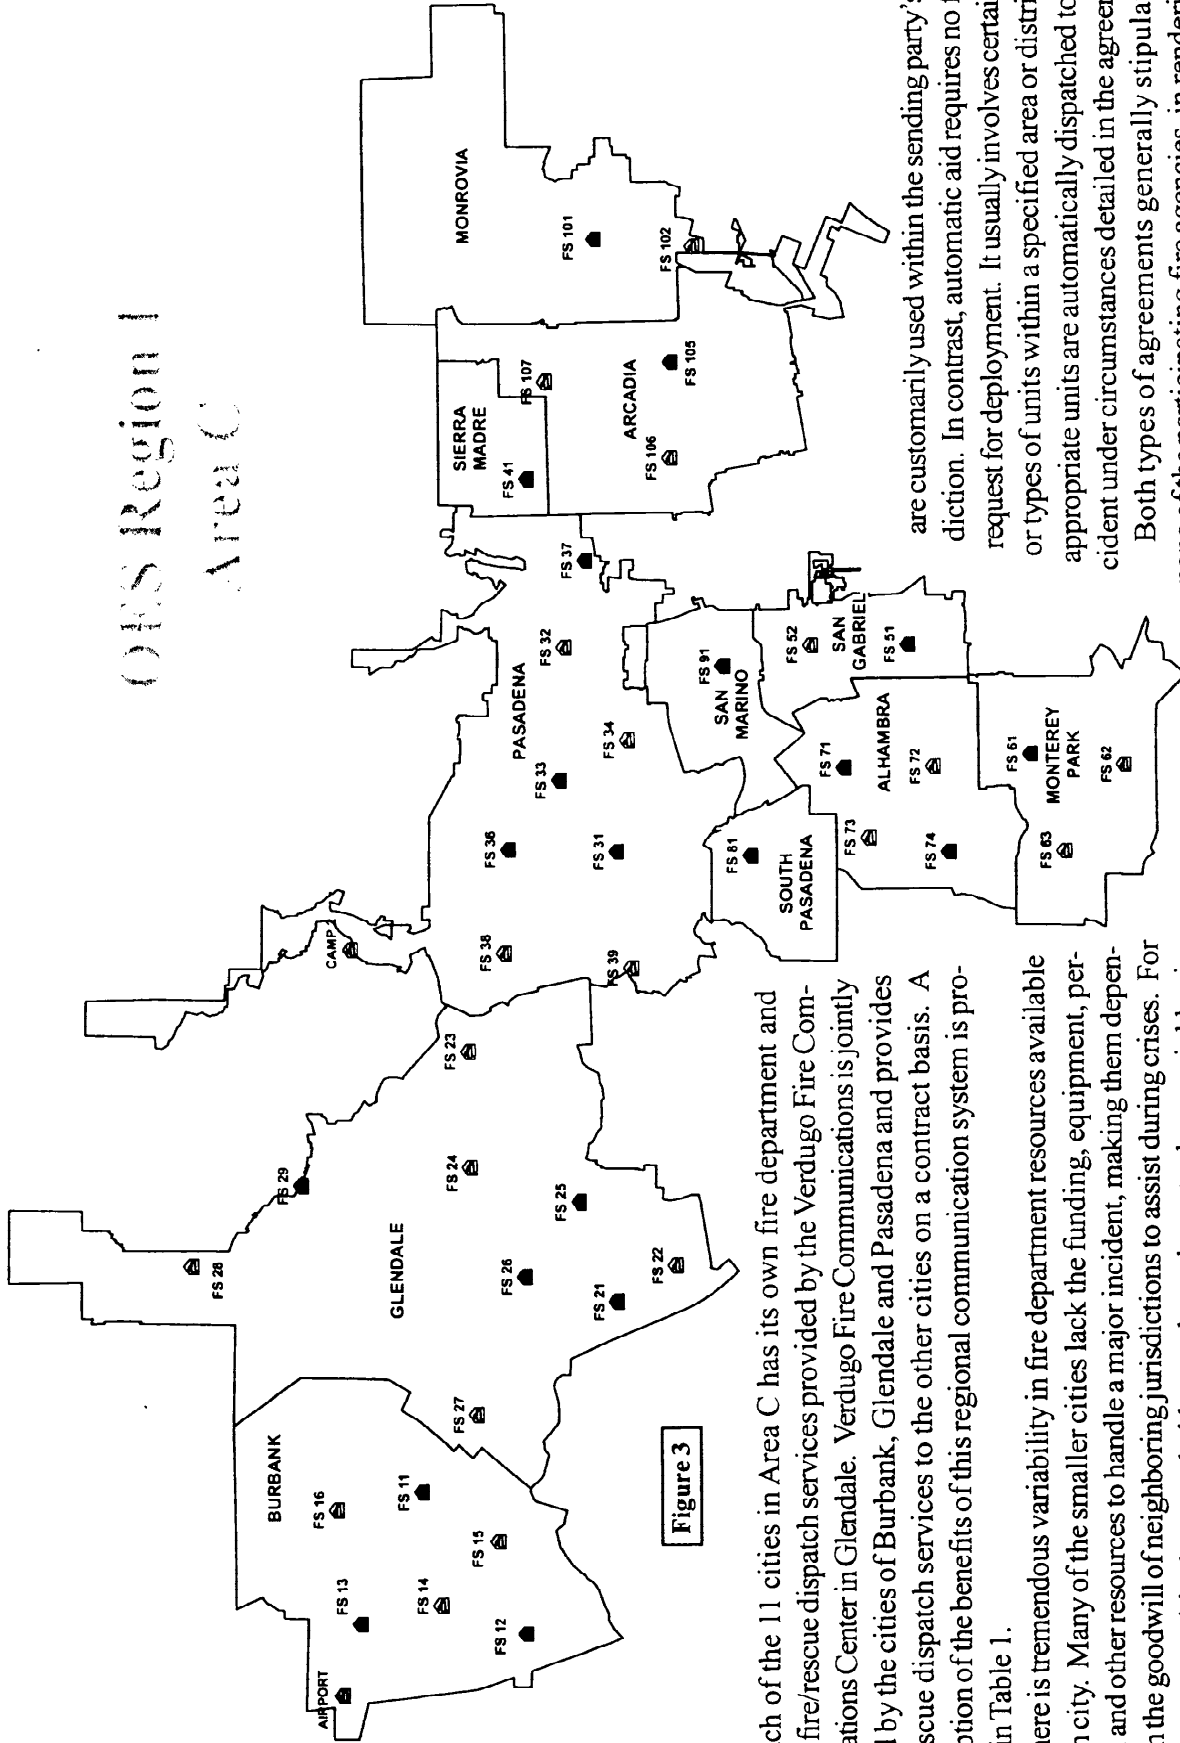 OES Region I
Area C
MONROVIA
FS 101
FS 102
SIERRA
MADRE
FS 41
FS 107
ARCADIA
FS 106
FS 105
FS 37
PASADENA
FS 32
FS 34
FS 33
FS 36
FS 31
FS 38
FS 39
CAMP
SAN
MARINO
FS 91
FS 52
SAN
GABRIEL
FS 51
ALHAMBRA
FS 71
FS 72
FS 73
FS 74
MONTEREY
PARK
FS 61
FS 62
FS 63
SOUTH
PASADENA
FS 81
GLENDALE
FS 23
FS 24
FS 29
FS 28
FS 25
FS 26
FS 22
FS 21
FS 27
BURBANK
FS 16
FS 11
FS 13
FS 14
FS 15
FS 12
AIRPORT
Figure 3
ch of the 11 cities in Area C has its own fire department and
fire/rescue dispatch services provided by the Verdugo Fire Com-
ations Center in Glendale. Verdugo Fire Communications is jointly
d by the cities of Burbank, Glendale and Pasadena and provides
scue dispatch services to the other cities on a contract basis. A
ption of the benefits of this regional communication system is pro-
in Table 1.
ere is tremendous variability in fire department resources available
n city. Many of the smaller cities lack the funding, equipment, per-
and other resources to handle a major incident, making them depen-
n the goodwill of neighboring jurisdictions to assist during crises. For
are customarily used within the sending party's
diction. In contrast, automatic aid requires no f
request for deployment. It usually involves certai
or types of units within a specified area or distri
appropriate units are automatically dispatched to
cident under circumstances detailed in the agreer
Both types of agreements generally stipula
none of the participating fire agencies, in renderi